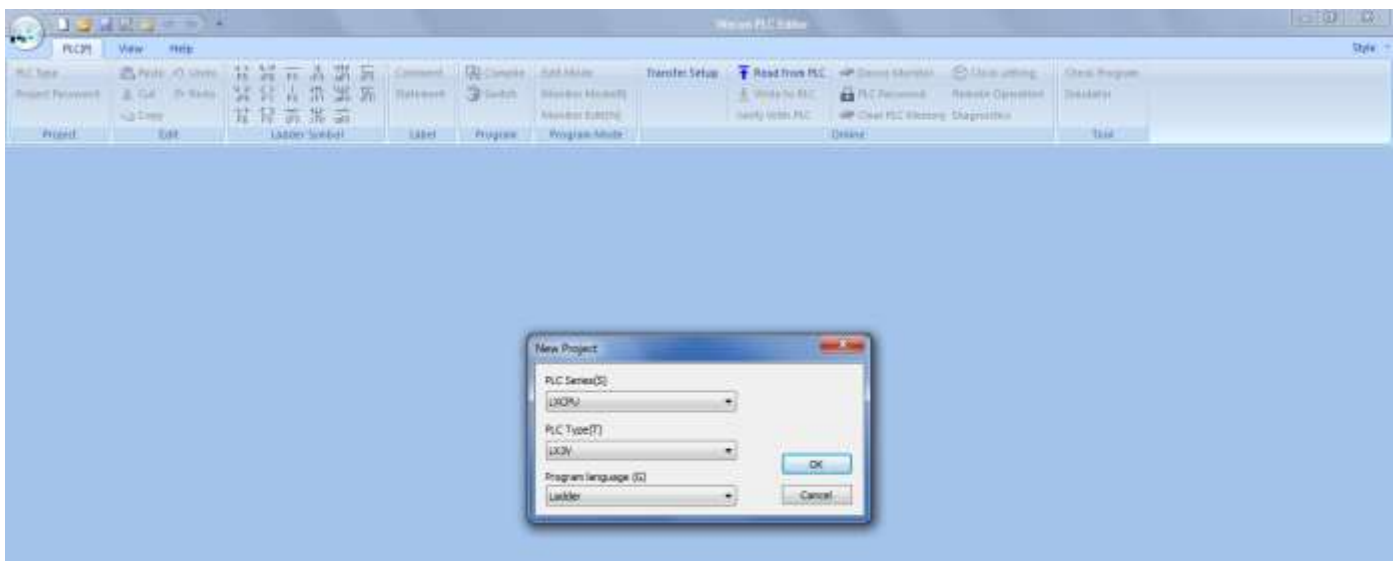 Wecon PLC Editor
PLC(P) View Help Style
PLC Type Paste Undo Comment Compile Edit Mode Transfer Setup Read from PLC Device Monitor Clock setting Check Program
Project Password Cut Redo Statement Switch Monitor Mode(R) Write to PLC PLC Password Remote Operation Simulator
Copy Monitor Edit(N) Verify With PLC Clear PLC Memory Diagnostics
Project Edit Ladder Symbol Label Program Program Mode Online Tool
New Project
PLC Series(S)
LXCPU
PLC Type(T)
LX3V
OK
Program language (G)
Ladder
Cancel